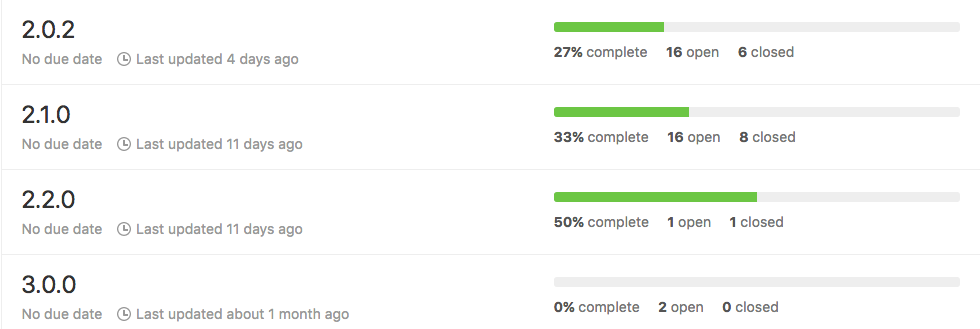 2.0.2
No due date Last updated 4 days ago
27% complete 16 open 6 closed
2.1.0
No due date Last updated 11 days ago
33% complete 16 open 8 closed
2.2.0
No due date Last updated 11 days ago
50% complete 1 open 1 closed
3.0.0
No due date Last updated about 1 month ago
0% complete 2 open 0 closed